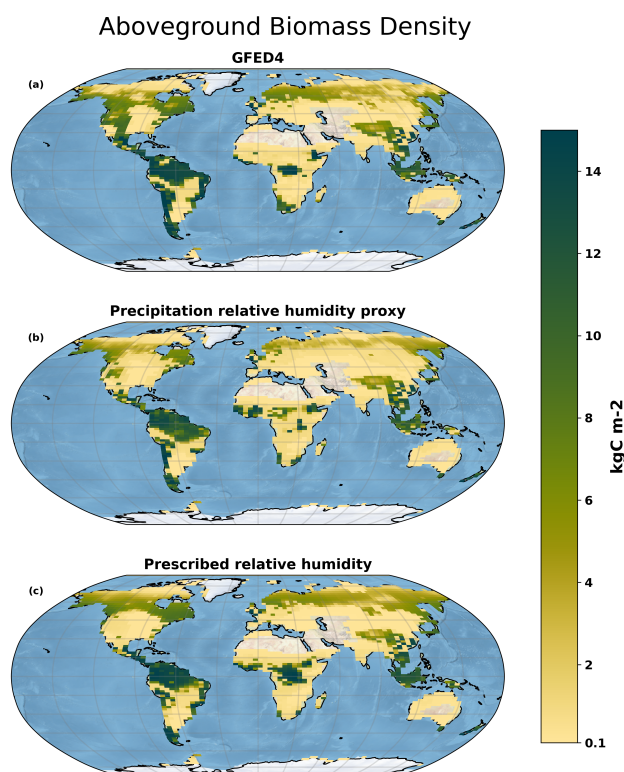 Aboveground Biomass Density
GFED4
(a)
Precipitation relative humidity proxy
(b)
Prescribed relative humidity
(c)
14
12
10
8
6
4
2
0.1
kgC m-2